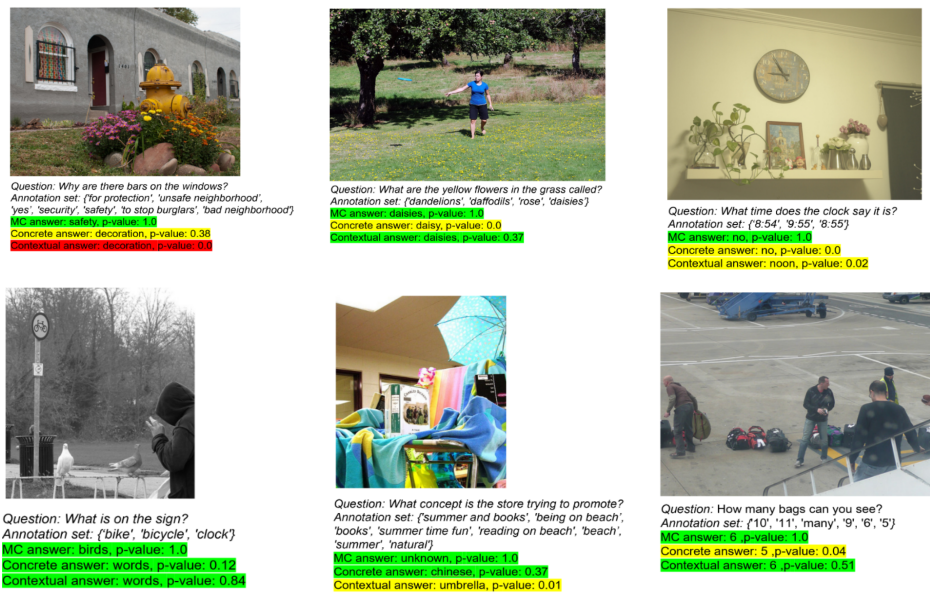 Question: Why are there bars on the windows?
Annotation set: {'for protection', 'unsafe neighborhood',
'yes', 'security', 'safety', 'to stop burglars', 'bad neighborhood'}
MC answer: safety, p-value: 1.0
Concrete answer: decoration, p-value: 0.38
Contextual answer: decoration, p-value: 0.0
Question: What are the yellow flowers in the grass called?
Annotation set: {'dandelions', 'daffodils', 'rose', 'daisies'}
MC answer: daisies, p-value: 1.0
Concrete answer: daisy, p-value: 0.0
Contextual answer: daisies, p-value: 0.37
Question: What time does the clock say it is?
Annotation set: {'8:54', '9:55', '8:55'}
MC answer: no, p-value: 1.0
Concrete answer: no, p-value: 0.0
Contextual answer: noon, p-value: 0.02
Question: What is on the sign?
Annotation set: {'bike', 'bicycle', 'clock'}
MC answer: birds, p-value: 1.0
Concrete answer: words, p-value: 0.12
Contextual answer: words, p-value: 0.84
Question: What concept is the store trying to promote?
Annotation set: {'summer and books', 'being on beach',
'books', 'summer time fun', 'reading on beach', 'beach',
'summer', 'natural'}
MC answer: unknown, p-value: 1.0
Concrete answer: chinese, p-value: 0.37
Contextual answer: umbrella, p-value: 0.01
Question: How many bags can you see?
Annotation set: {'10', '11', 'many', '9', '6', '5'}
MC answer: 6 ,p-value: 1.0
Concrete answer: 5 ,p-value: 0.04
Contextual answer: 6 ,p-value: 0.51